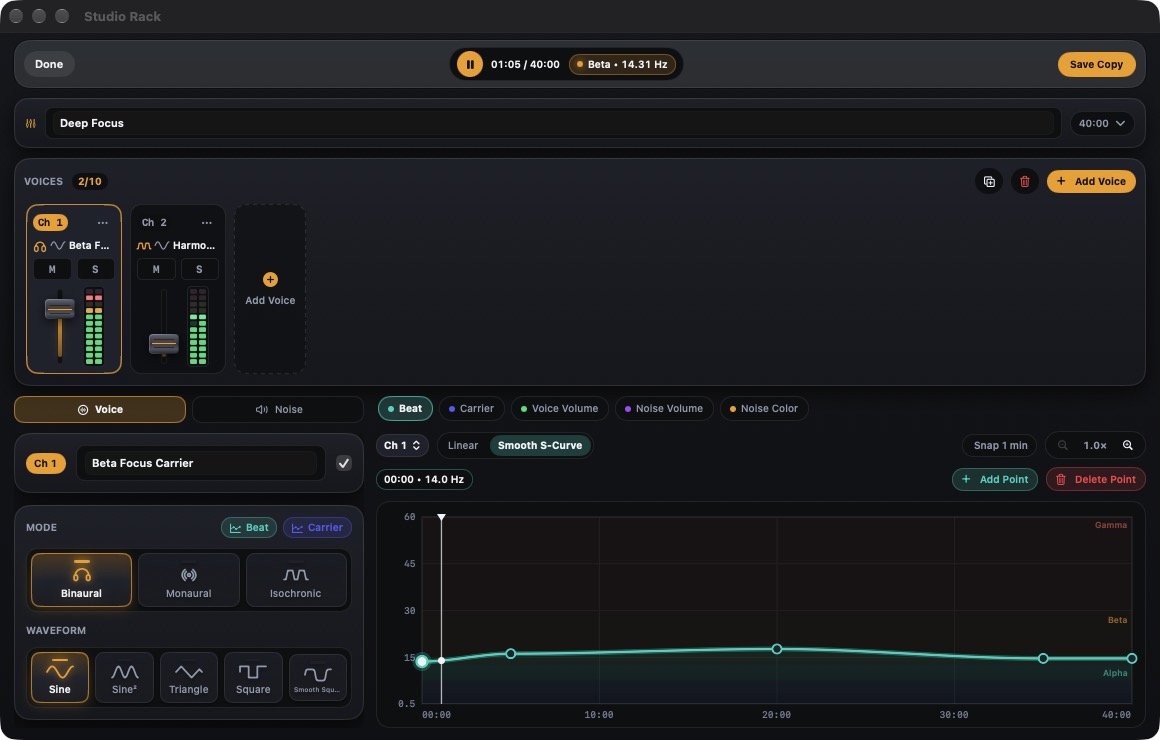 Studio Rack
Done
01:05 / 40:00
Beta • 14.31 Hz
Save Copy
Deep Focus
40:00
VOICES
2/10
Add Voice
Ch 1
Ch 2
Beta F...
Harmo...
M
S
M
S
Add Voice
Voice
Noise
Beat
Carrier
Voice Volume
Noise Volume
Noise Color
Ch 1
Linear
Smooth S-Curve
Snap 1 min
1.0×
Ch 1
Beta Focus Carrier
00:00 • 14.0 Hz
Add Point
Delete Point
MODE
Beat
Carrier
Binaural
Monaural
Isochronic
WAVEFORM
Sine
Sine²
Triangle
Square
Smooth Squ...
60
45
30
15
0.5
Gamma
Beta
Alpha
00:00
10:00
20:00
30:00
40:00